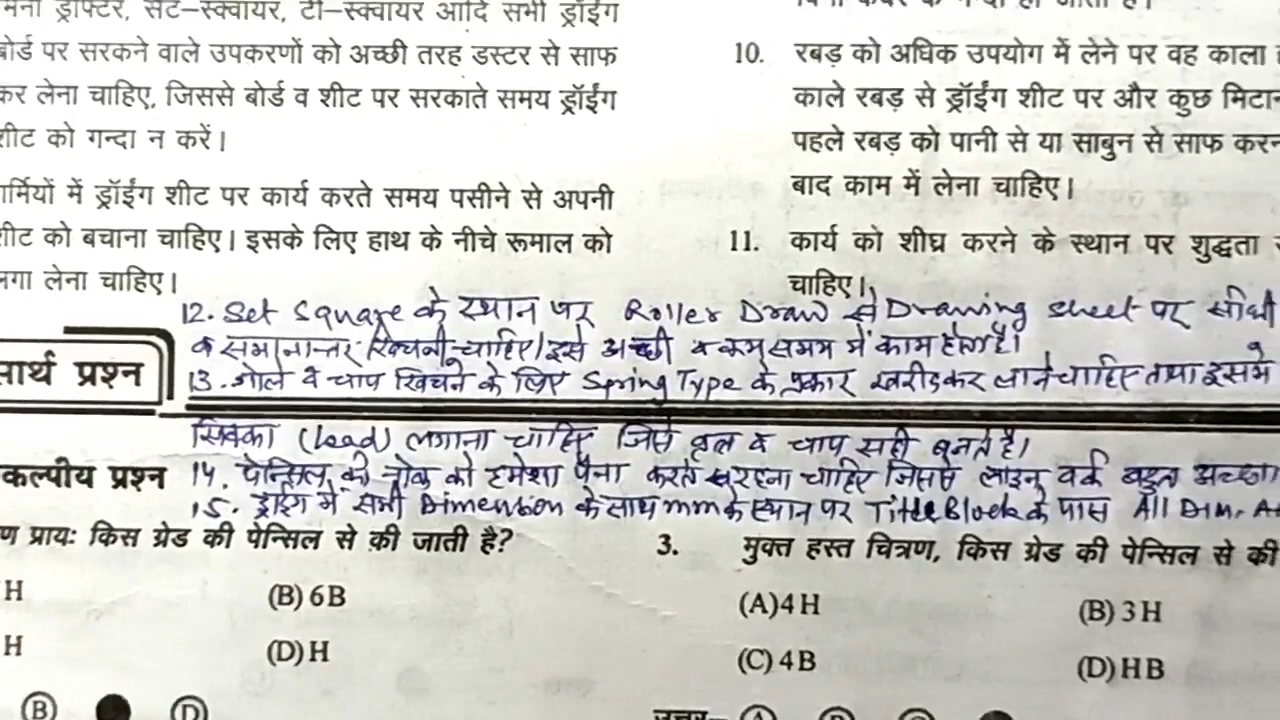 मिनी ड्राफ्टर, सेट–स्क्वायर, टी–स्क्वायर आदि सभी ड्रॉइंग
बोर्ड पर सरकने वाले उपकरणों को अच्छी तरह डस्टर से साफ
कर लेना चाहिए, जिससे बोर्ड व शीट पर सरकाते समय ड्रॉईंग
शीट को गन्दा न करें।
गर्मियों में ड्रॉईंग शीट पर कार्य करते समय पसीने से अपनी
शीट को बचाना चाहिए। इसके लिए हाथ के नीचे रूमाल को
लगा लेना चाहिए।
10. रबड़ को अधिक उपयोग में लेने पर वह काला
काले रबड़ से ड्रॉईंग शीट पर और कुछ मिटाने
पहले रबड़ को पानी से या साबुन से साफ करन
बाद काम में लेना चाहिए।
11. कार्य को शीघ्र करने के स्थान पर शुद्धता
चाहिए।
12. Set Square के स्थान पर Roller Draw से Drawing sheet पर सीधी
व समानान्तर खिचनी चाहिए। इसे अच्छी व कम समय में काम होता है।
सार्थ प्रश्न
13. गोले व चाप खिचने के लिए Spring Type के प्रकार खरीदकर लाने चाहिए तथा इसमें
सिक्का (Lead) लगाना चाहिए जिसे वृत व चाप सही बनते है।
कल्पीय प्रश्न
14. पेन्सिल की नोक को हमेशा पैना करते रहना चाहिए जिससे लाइन वर्क बहुत अच्छा
15. ड्राइंग में सभी Dimension के साथ mm के स्थान पर Title Block के पास All Dim. A
ण प्रायः किस ग्रेड की पेन्सिल से की जाती है?
H (B) 6B
H (D) H
B D
3. मुक्त हस्त चित्रण, किस ग्रेड की पेन्सिल से की
(A) 4H (B) 3H
(C) 4B (D) HB
उत्तर– A B C